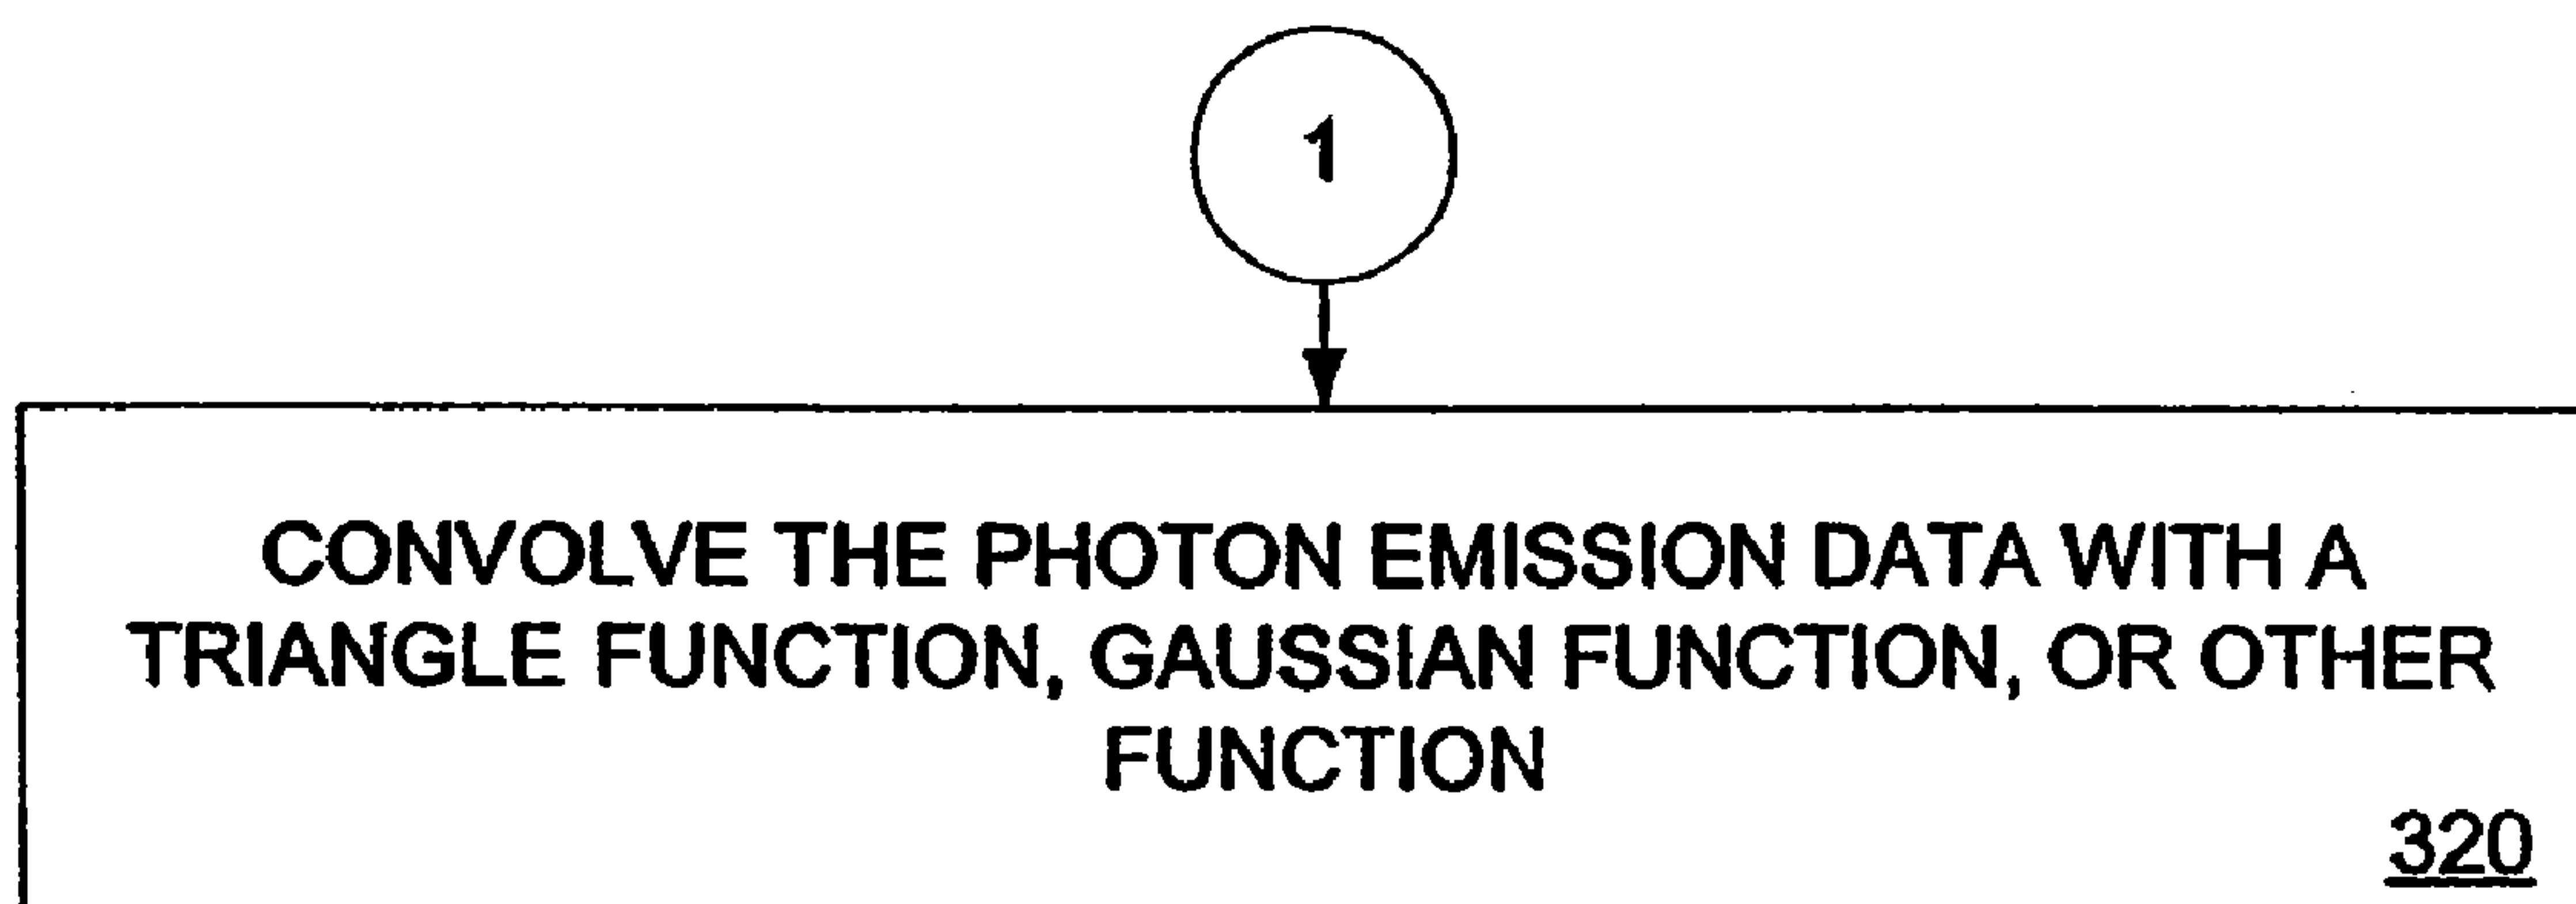 1
CONVOLVE THE PHOTON EMISSION DATA WITH A
TRIANGLE FUNCTION, GAUSSIAN FUNCTION, OR OTHER
FUNCTION
320